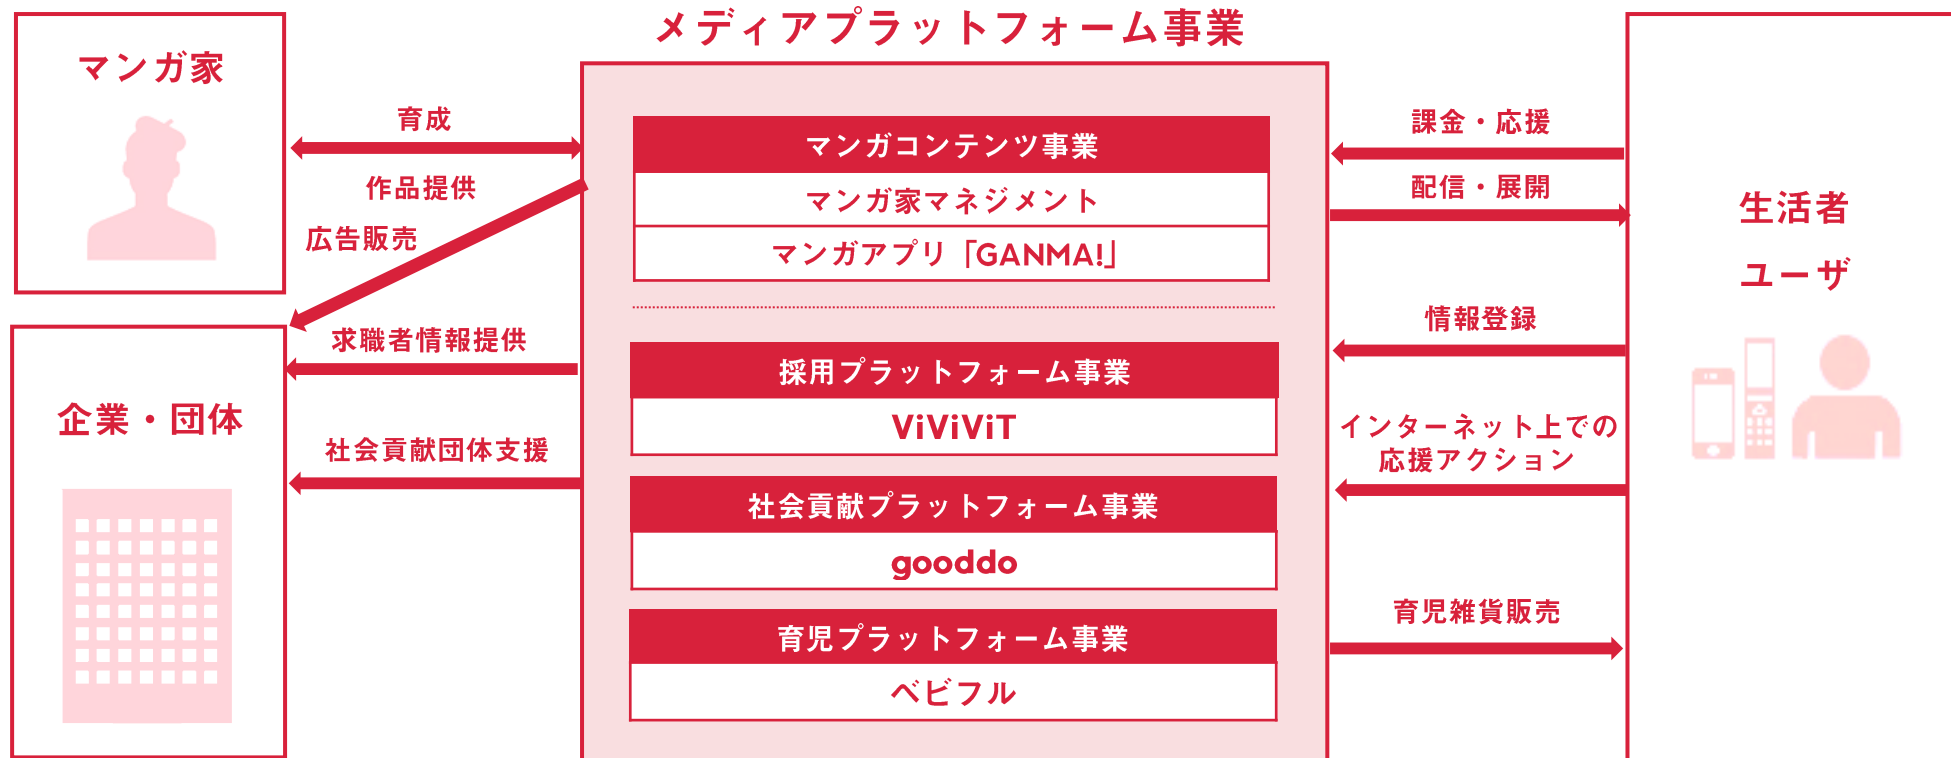 メディアプラットフォーム事業
マンガ家
育成
作品提供
広告販売
求職者情報提供
企業・団体
社会貢献団体支援
マンガコンテンツ事業
マンガ家マネジメント
マンガアプリ「GANMA!」
採用プラットフォーム事業
ViViViT
社会貢献プラットフォーム事業
gooddo
育児プラットフォーム事業
ベビフル
課金・応援
配信・展開
情報登録
インターネット上での
応援アクション
育児雑貨販売
生活者
ユーザ